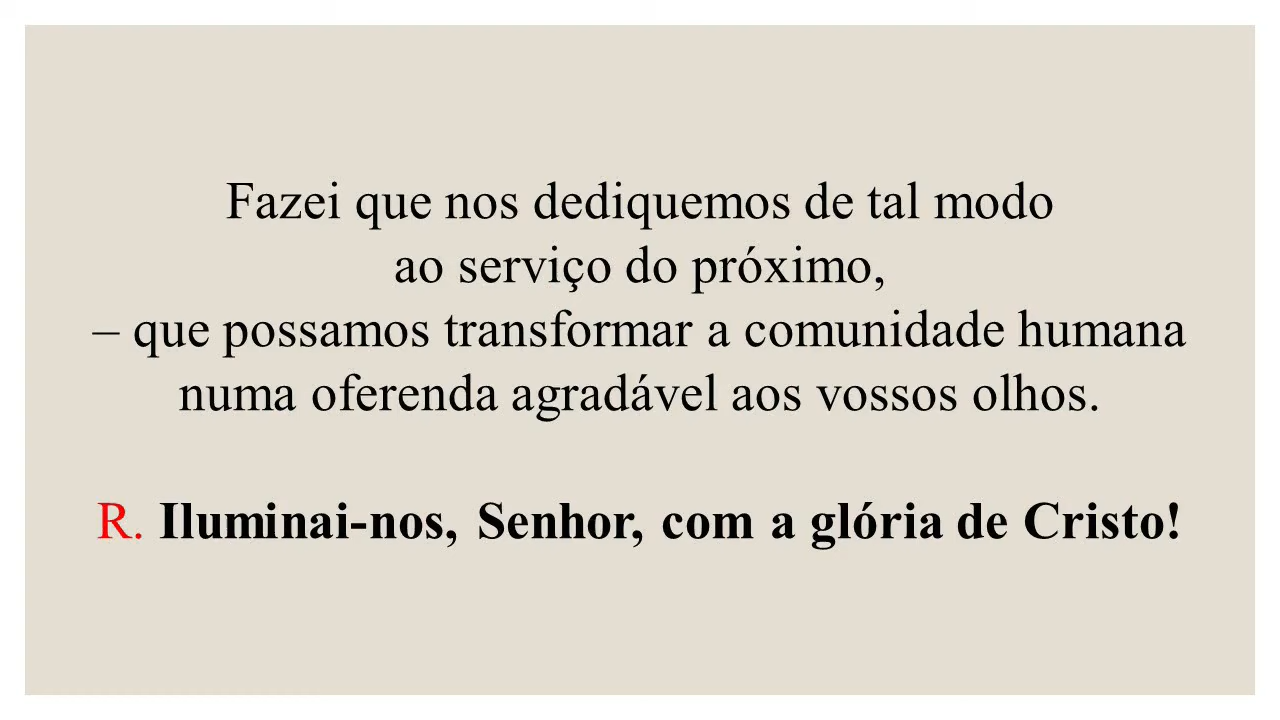 Fazei que nos dediquemos de tal modo
ao serviço do próximo,
– que possamos transformar a comunidade humana
numa oferenda agradável aos vossos olhos.
R. Iluminai-nos, Senhor, com a glória de Cristo!